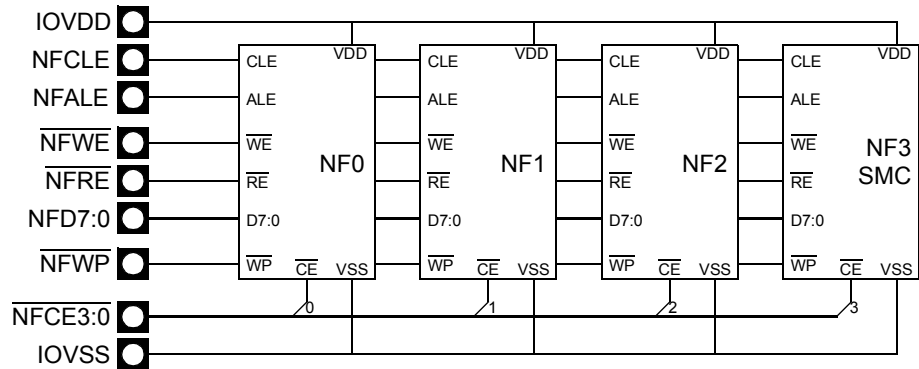 IOVDD
NFCLE
NFALE
NFWE
NFRE
NFD7:0
NFWP
NFCE3:0
IOVSS
VDD
CLE
ALE
WE
RE
D7:0
WP
CE
VSS
NF0
0
VDD
CLE
ALE
WE
RE
D7:0
WP
CE
VSS
NF1
1
VDD
CLE
ALE
WE
RE
D7:0
WP
CE
VSS
NF2
2
VDD
CLE
ALE
WE
RE
D7:0
WP
CE
VSS
NF3
SMC
3